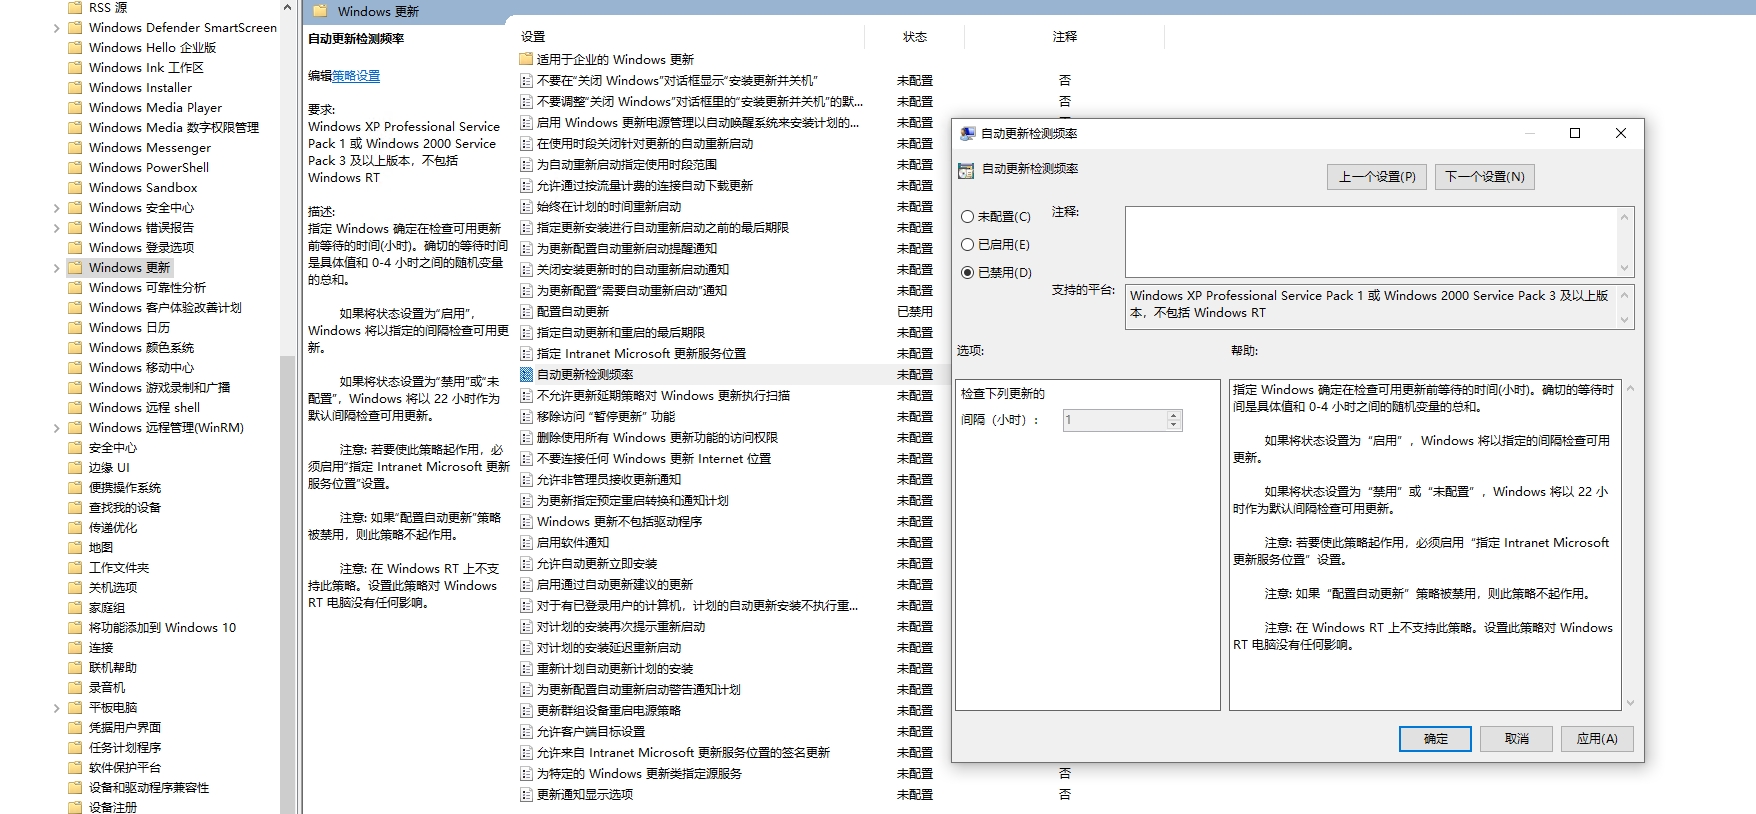 RSS 源
Windows Defender SmartScreen
Windows Hello 企业版
Windows Ink 工作区
Windows Installer
Windows Media Player
Windows Media 数字权限管理
Windows Messenger
Windows PowerShell
Windows Sandbox
Windows 安全中心
Windows 错误报告
Windows 登录选项
Windows 更新
Windows 可靠性分析
Windows 客户体验改善计划
Windows 日历
Windows 颜色系统
Windows 移动中心
Windows 游戏录制和广播
Windows 远程 shell
Windows 远程管理(WinRM)
安全中心
边缘 UI
便携操作系统
查找我的设备
传递优化
地图
工作文件夹
关机选项
家庭组
将功能添加到 Windows 10
连接
联机帮助
录音机
平板电脑
凭据用户界面
任务计划程序
软件保护平台
设备和驱动程序兼容性
设备注册
Windows 更新
自动更新检测频率
编辑策略设置
要求:
Windows XP Professional Service
Pack 1 或 Windows 2000 Service
Pack 3 及以上版本，不包括
Windows RT
描述:
指定 Windows 确定在检查可用更新
前等待的时间(小时)。确切的等待时间
是具体值和 0-4 小时之间的随机变量
的总和。
如果将状态设置为“启用”，
Windows 将以指定的间隔检查可用更
新。
如果将状态设置为“禁用”或“未
配置”，Windows 将以 22 小时作为
默认间隔检查可用更新。
注意: 若要使此策略起作用，必
须启用“指定 Intranet Microsoft 更新
服务位置”设置。
注意: 如果“配置自动更新”策略
被禁用，则此策略不起作用。
注意: 在 Windows RT 上不支
持此策略。设置此策略对 Windows
RT 电脑没有任何影响。
设置 状态 注释
适用于企业的 Windows 更新
不要在“关闭 Windows”对话框显示“安装更新并关机” 未配置 否
不要调整“关闭 Windows”对话框里的“安装更新并关机”的默... 未配置 否
启用 Windows 更新电源管理以自动唤醒系统来安装计划的... 未配置
在使用时段关闭针对更新的自动重新启动 未配置
为自动重新启动指定使用时段范围 未配置
允许通过按流量计费的连接自动下载更新 未配置
始终在计划的时间重新启动 未配置
指定更新安装进行自动重新启动之前的最后期限 未配置
为更新配置自动重新启动提醒通知 未配置
关闭安装更新时的自动重新启动通知 未配置
为更新配置“需要自动重新启动”通知 未配置
配置自动更新 已禁用
指定自动更新和重启的最后期限 未配置
指定 Intranet Microsoft 更新服务位置 未配置
自动更新检测频率 未配置
不允许更新延期策略对 Windows 更新执行扫描 未配置
移除访问 “暂停更新” 功能 未配置
删除使用所有 Windows 更新功能的访问权限 未配置
不要连接任何 Windows 更新 Internet 位置 未配置
允许非管理员接收更新通知 未配置
为更新指定预定重启转换和通知计划 未配置
Windows 更新不包括驱动程序 未配置
启用软件通知 未配置
允许自动更新立即安装 未配置
启用通过自动更新建议的更新 未配置
对于有已登录用户的计算机，计划的自动更新安装不执行重... 未配置
对计划的安装再次提示重新启动 未配置
对计划的安装延迟重新启动 未配置
重新计划自动更新计划的安装 未配置
为更新配置自动重新启动警告通知计划 未配置
更新群组设备重启电源策略 未配置
允许客户端目标设置 未配置
允许来自 Intranet Microsoft 更新服务位置的签名更新 未配置
为特定的 Windows 更新类指定源服务 未配置 否
更新通知显示选项 未配置 否
自动更新检测频率
自动更新检测频率
上一个设置(P) 下一个设置(N)
未配置(C) 注释:
已启用(E)
已禁用(D)
支持的平台:
Windows XP Professional Service Pack 1 或 Windows 2000 Service Pack 3 及以上版
本，不包括 Windows RT
选项: 帮助:
检查下列更新的
间隔（小时）: 1
指定 Windows 确定在检查可用更新前等待的时间(小时)。确切的等待时
间是具体值和 0-4 小时之间的随机变量的总和。
如果将状态设置为“启用”，Windows 将以指定的间隔检查可用
更新。
如果将状态设置为“禁用”或“未配置”，Windows 将以 22 小
时作为默认间隔检查可用更新。
注意: 若要使此策略起作用，必须启用“指定 Intranet Microsoft
更新服务位置”设置。
注意: 如果“配置自动更新”策略被禁用，则此策略不起作用。
注意: 在 Windows RT 上不支持此策略。设置此策略对 Windows
RT 电脑没有任何影响。
确定 取消 应用(A)